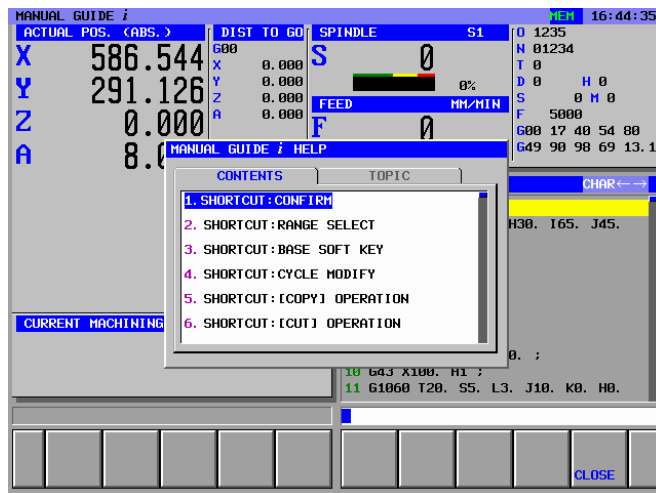 MANUAL GUIDE i MEM 16:44:35
ACTUAL POS. (ABS.)
X 586.544
Y 291.126
Z 0.000
A 8.0
DIST TO GO
G00
X 0.000
Y 0.000
Z 0.000
A 0.000
SPINDLE S1
S 0
0%
FEED MM/MIN
F 0
O 1235
N 01234
T 0
D 0 H 0
S 0 M 0
F 5000
G00 17 40 54 80
G49 90 98 69 13.1
MANUAL GUIDE i HELP
CONTENTS TOPIC
1. SHORTCUT:CONFIRM
2. SHORTCUT:RANGE SELECT
3. SHORTCUT:BASE SOFT KEY
4. SHORTCUT:CYCLE MODIFY
5. SHORTCUT:[COPY] OPERATION
6. SHORTCUT:[CUT] OPERATION
CURRENT MACHINING
CHAR←→
H30. I65. J45.
0. ;
10 G43 X100. H1 ;
11 G1060 T20. S5. L3. J10. K0. H0.
CLOSE